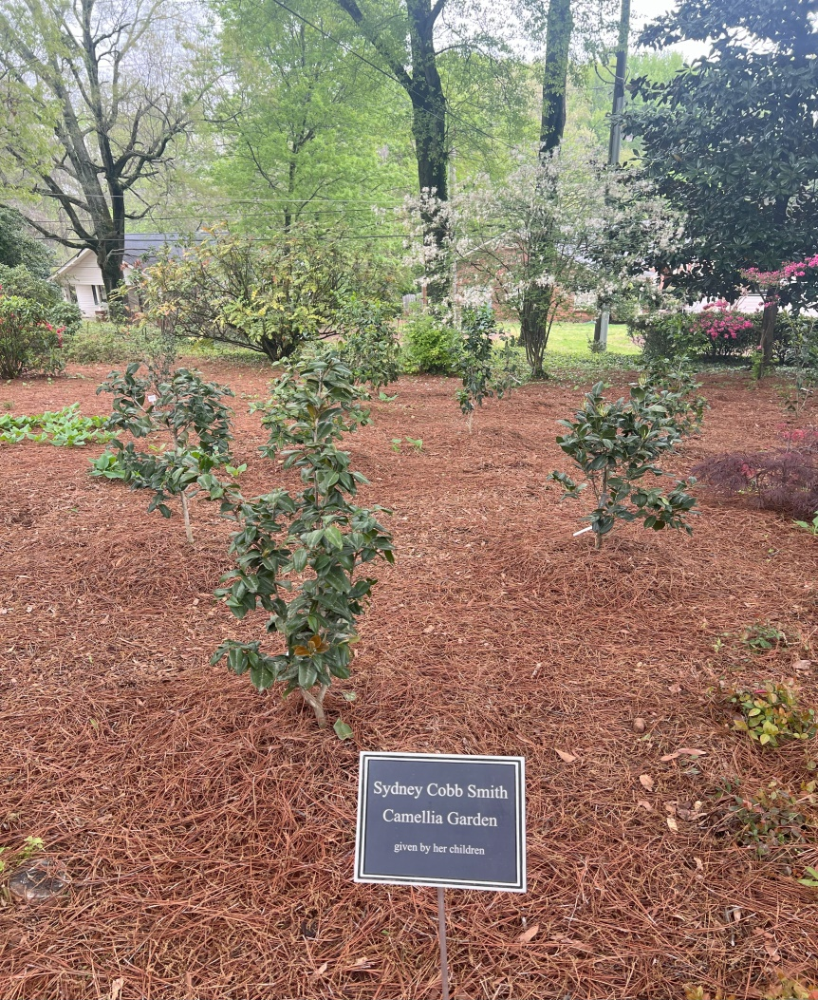 Sydney Cobb Smith
Camellia Garden
given by her children